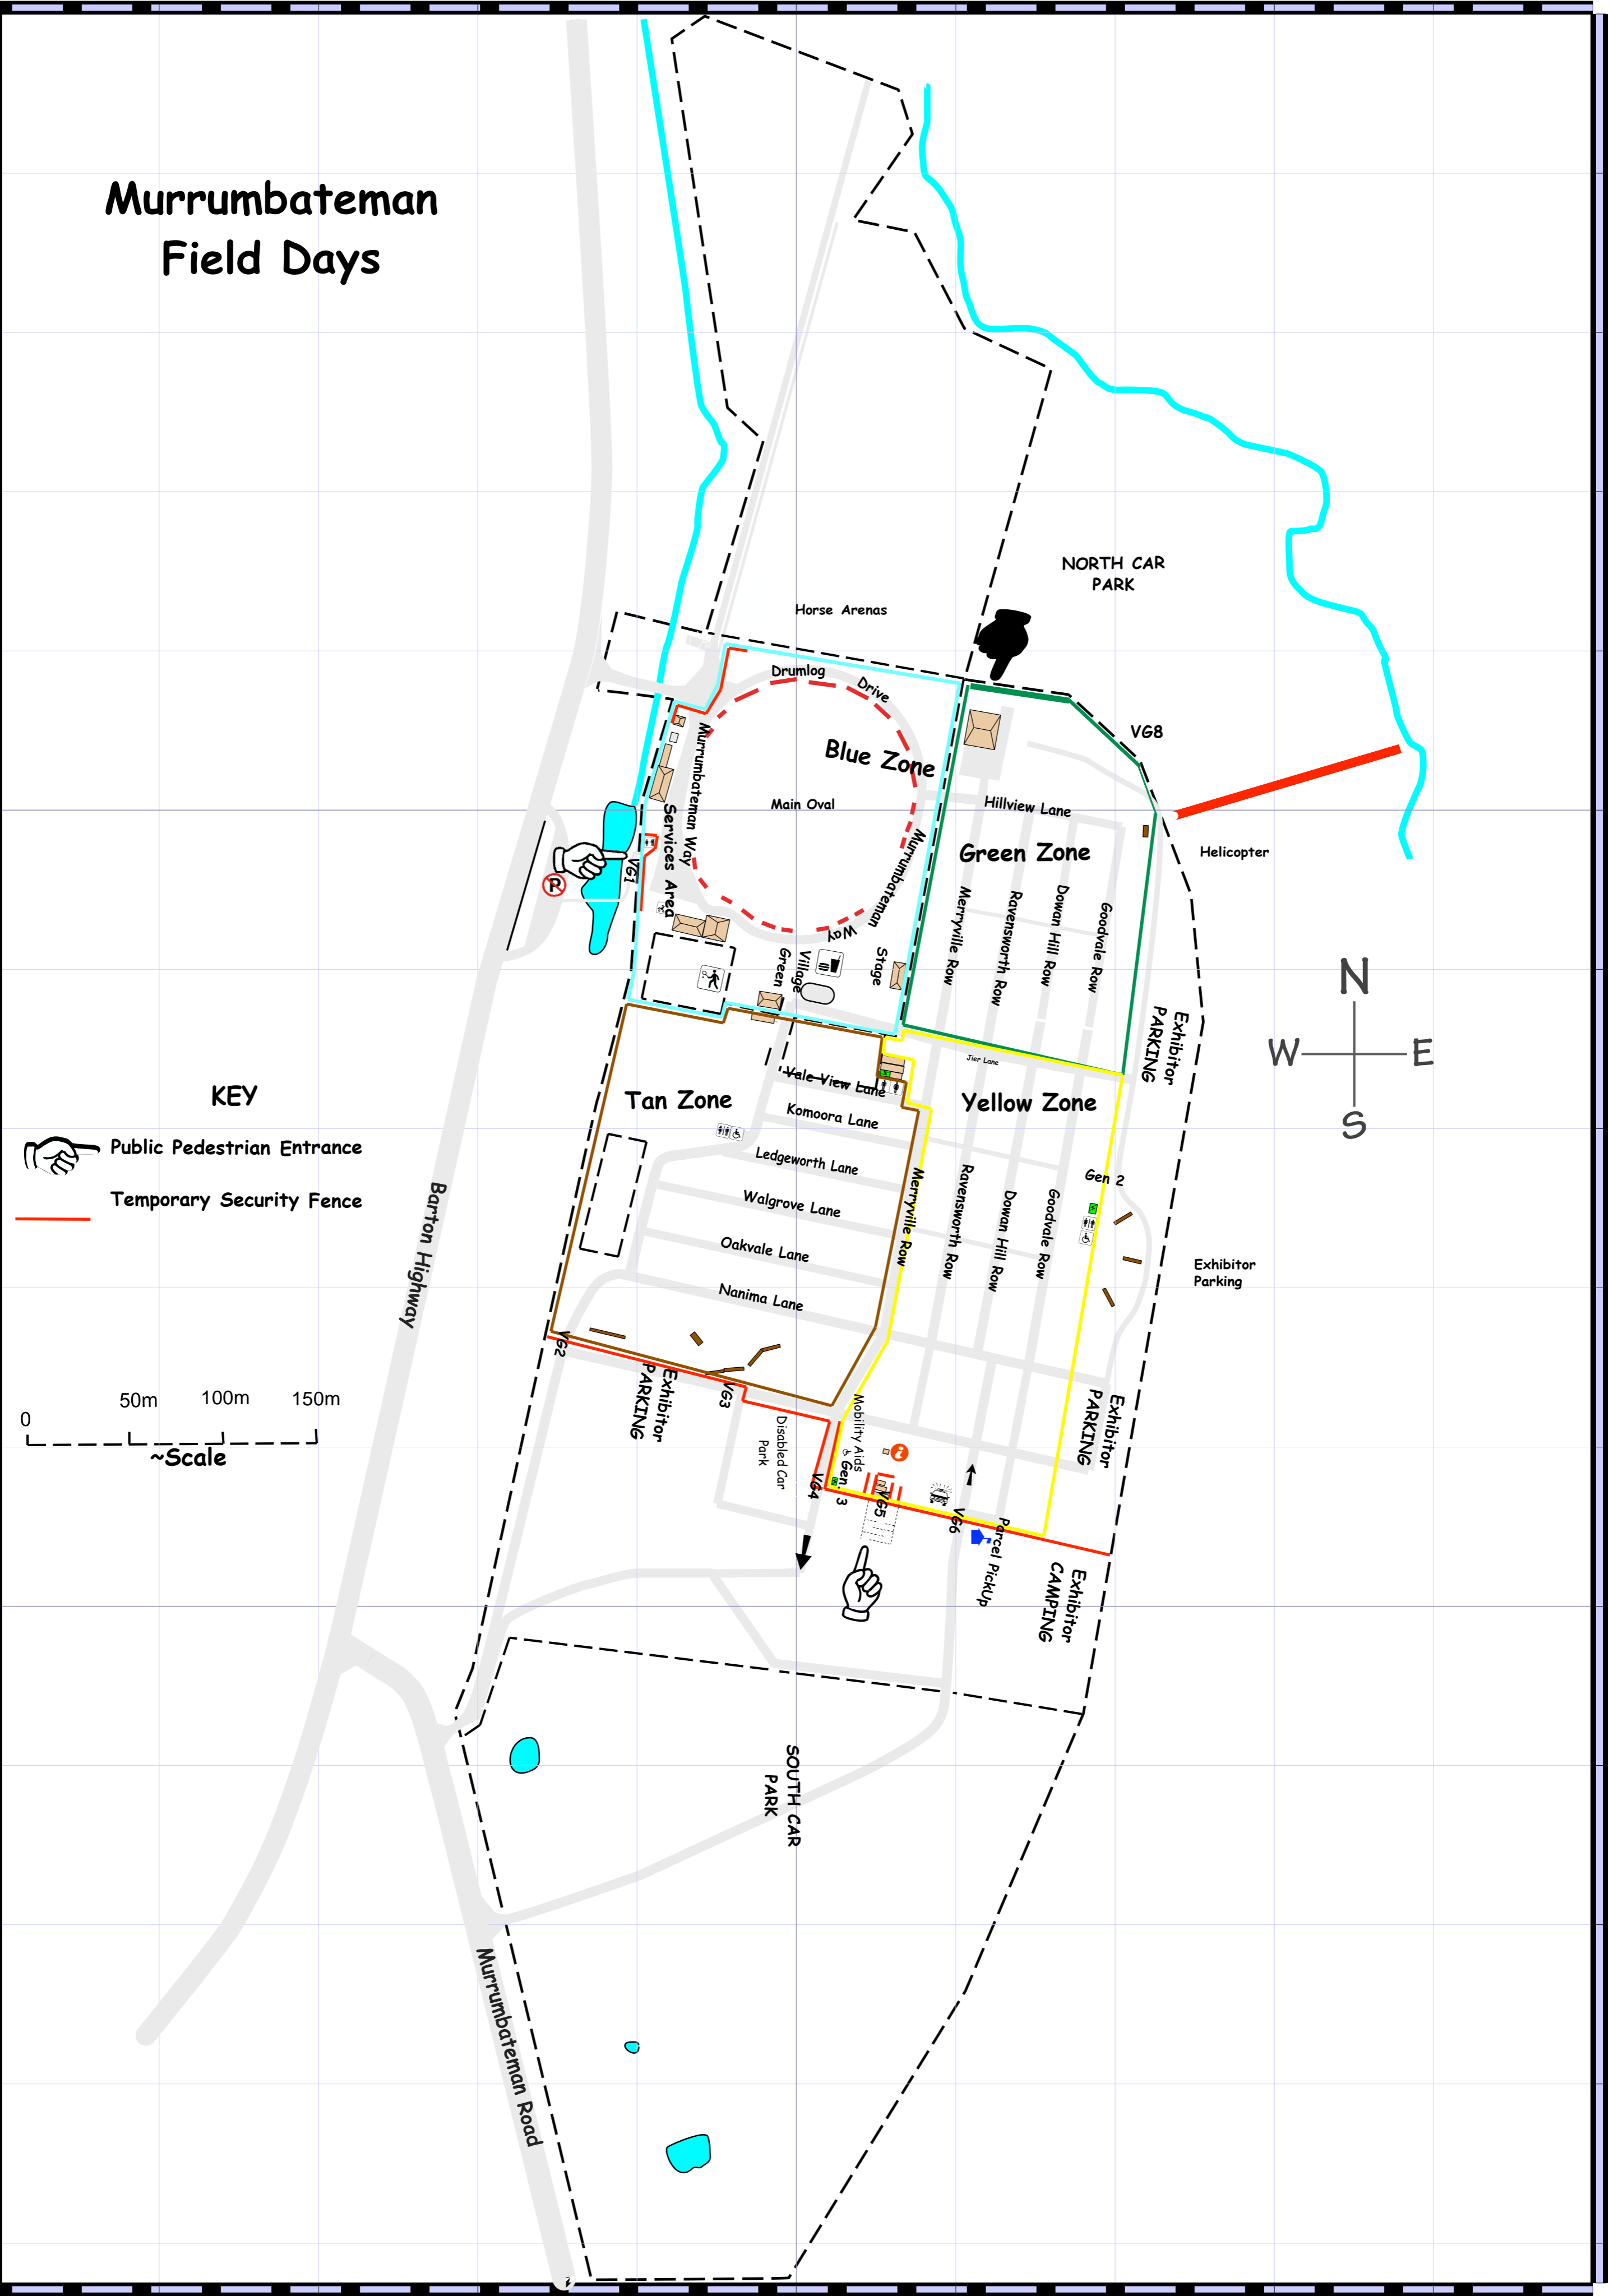 Murrumbateman
Field Days
NORTH CAR
PARK
Horse Arenas
Drumlog
Drive
VG8
Blue Zone
Murrumbateman Way
Main Oval
Hillview Lane
Services Area
Green Zone
Helicopter
Murrumbateman
Way
VG1
P
Merryville Row
Ravensworth Row
Dowan Hill Row
Goodvale Row
Stage
Green
Village
Exhibitor
PARKING
N
W
E
S
Jier Lane
KEY
Public Pedestrian Entrance
Temporary Security Fence
Tan Zone
Vale View Lane
Yellow Zone
Komoora Lane
Ledgeworth Lane
Walgrove Lane
Oakvale Lane
Nanima Lane
Merryville Row
Ravensworth Row
Dowan Hill Row
Goodvale Row
Gen 2
Barton Highway
Exhibitor
Parking
VG2
Exhibitor
PARKING
VG3
Disabled Car
Park
Mobility Aids
Exhibitor
PARKING
0
50m
100m
150m
~Scale
VG4
Gen. 3
i
VG5
VG6
Parcel PickUp
Exhibitor
CAMPING
SOUTH CAR
PARK
Murrumbateman Road